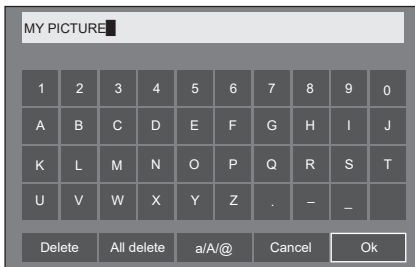 MY PICTURE
1 2 3 4 5 6 7 8 9 0
A B C D E F G H I J
K L M N O P Q R S T
U V W X Y Z . – _
Delete All delete a/A/@ Cancel Ok